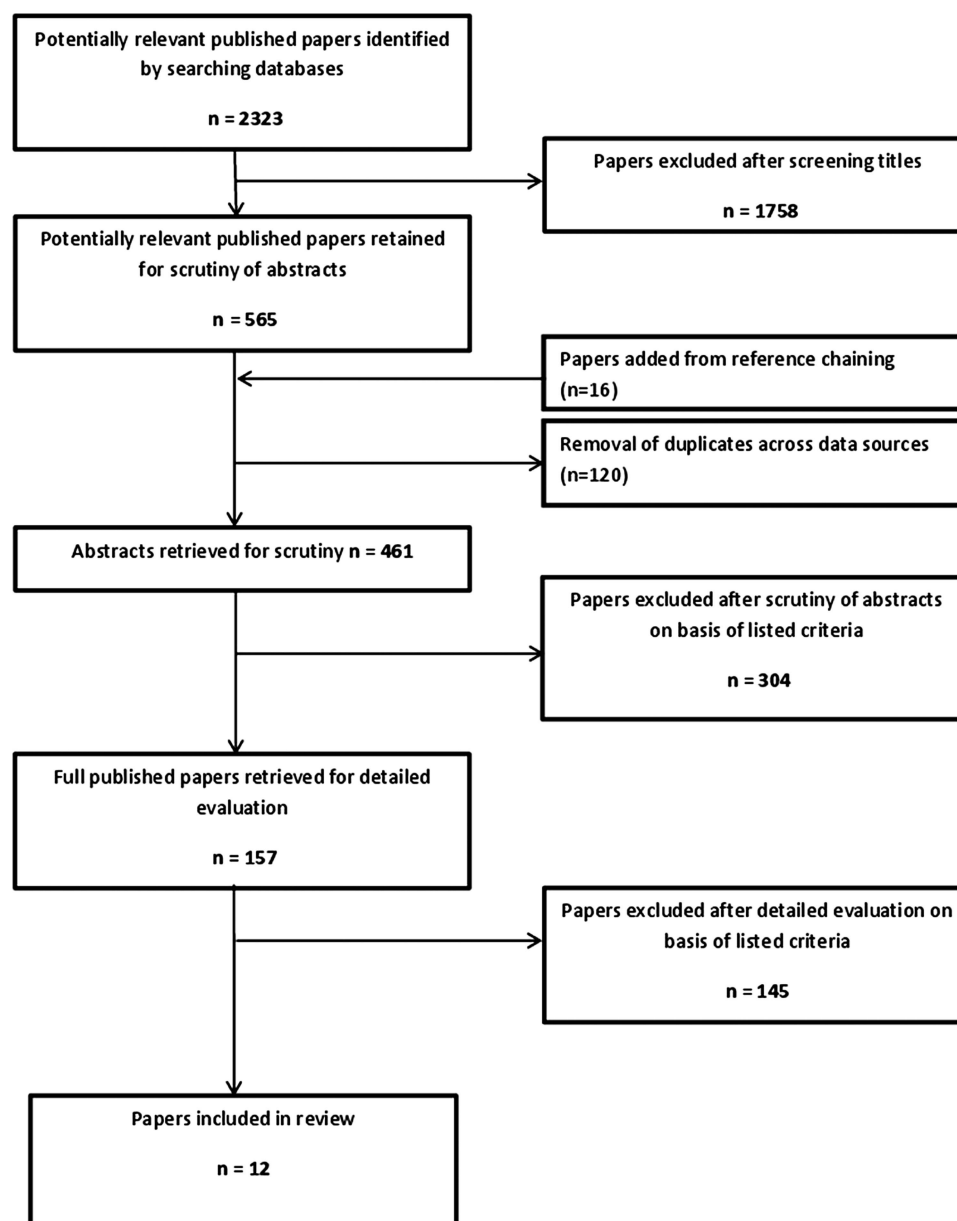 Potentially relevant published papers identified
by searching databases
n = 2323
Papers excluded after screening titles
n = 1758
Potentially relevant published papers retained
for scrutiny of abstracts
n = 565
Papers added from reference chaining
(n=16)
Removal of duplicates across data sources
(n=120)
Abstracts retrieved for scrutiny n = 461
Papers excluded after scrutiny of abstracts
on basis of listed criteria
n = 304
Full published papers retrieved for detailed
evaluation
n = 157
Papers excluded after detailed evaluation on
basis of listed criteria
n = 145
Papers included in review
n = 12